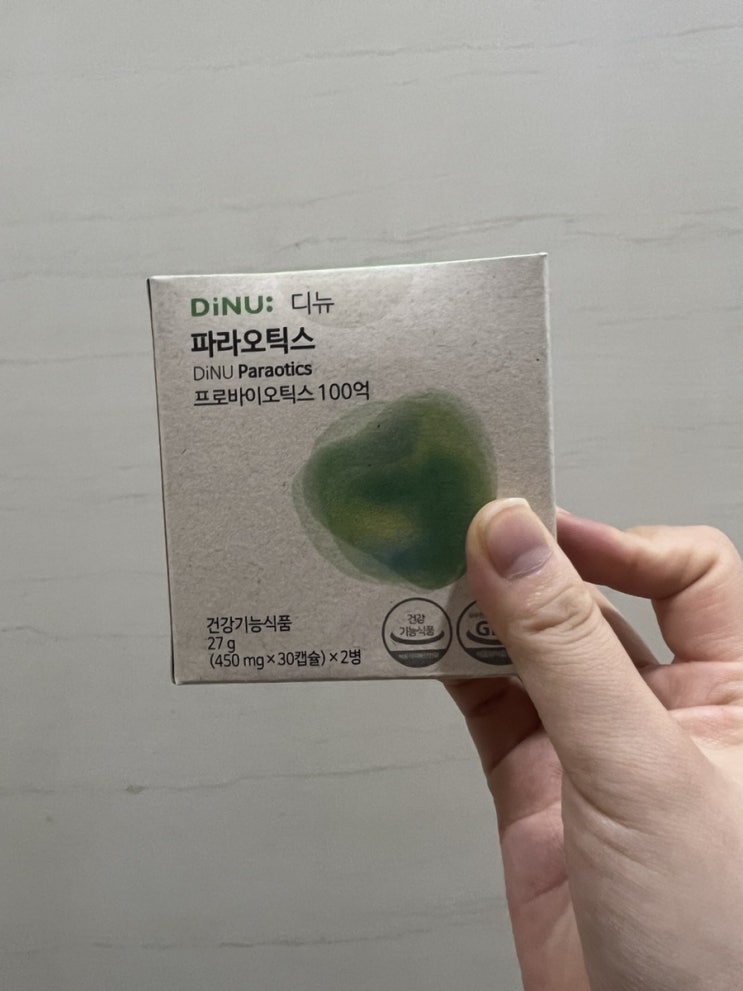 DiNU: 디뉴
파라오틱스
DiNU Paraotics
프로바이오틱스 100억
건강기능식품
27 g
(450 mg×30캡슐)×2병
건강
기능식품